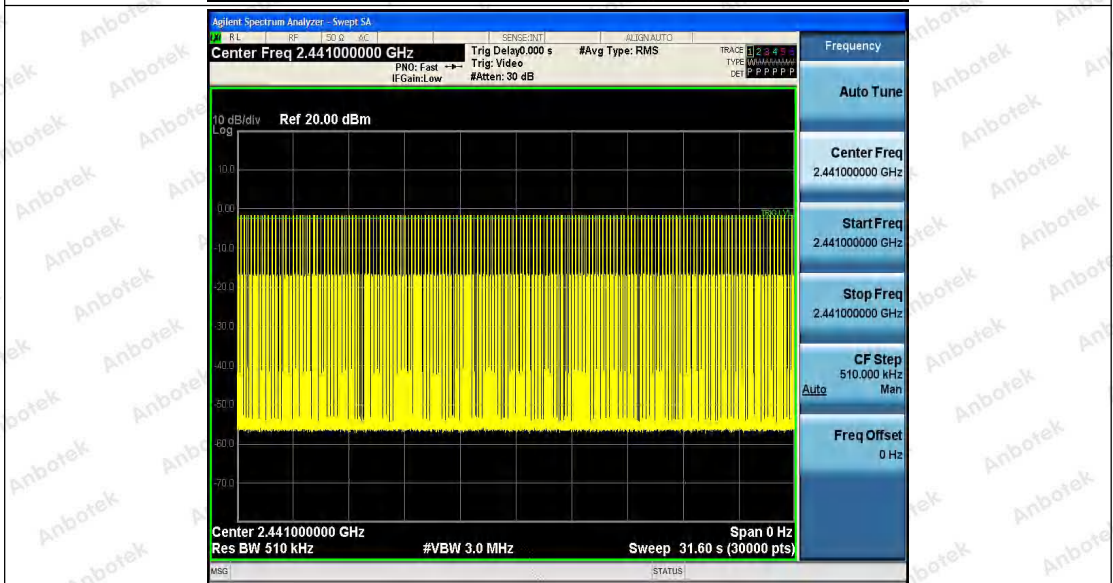 Agilent Spectrum Analyzer - Swept SA
RL RF 50 Ω AC SENSE:INT ALIGNAUTO
Center Freq 2.441000000 GHz
PNO: Fast
IFGain:Low
Trig Delay0.000 s
Trig: Video
#Atten: 30 dB
#Avg Type: RMS
TRACE 1 2 3 4 5 6
TYPE
DET P P P P P P
10 dB/div Ref 20.00 dBm
Log
10.0
0.00
-10.0
-20.0
-30.0
-40.0
-50.0
-60.0
-70.0
Center 2.441000000 GHz Span 0 Hz
Res BW 510 kHz #VBW 3.0 MHz Sweep 31.60 s (30000 pts)
MSG STATUS
Frequency
Auto Tune
Center Freq
2.441000000 GHz
Start Freq
2.441000000 GHz
Stop Freq
2.441000000 GHz
CF Step
510.000 kHz
Auto Man
Freq Offset
0 Hz
Anbotek